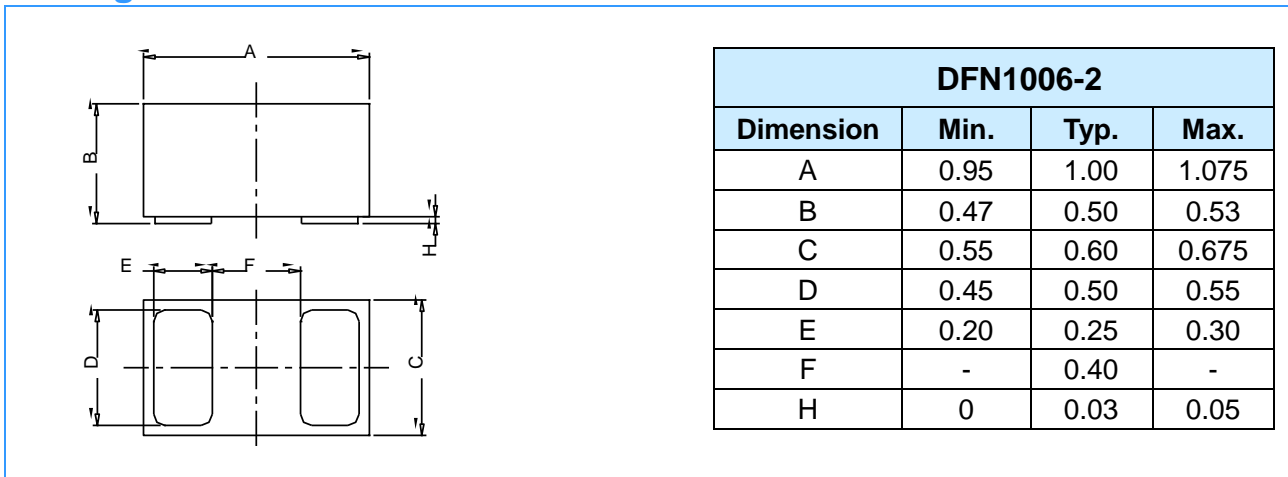 A
B
H
E
F
D
C
DFN1006-2
Dimension Min. Typ. Max.
A 0.95 1.00 1.075
B 0.47 0.50 0.53
C 0.55 0.60 0.675
D 0.45 0.50 0.55
E 0.20 0.25 0.30
F - 0.40 -
H 0 0.03 0.05